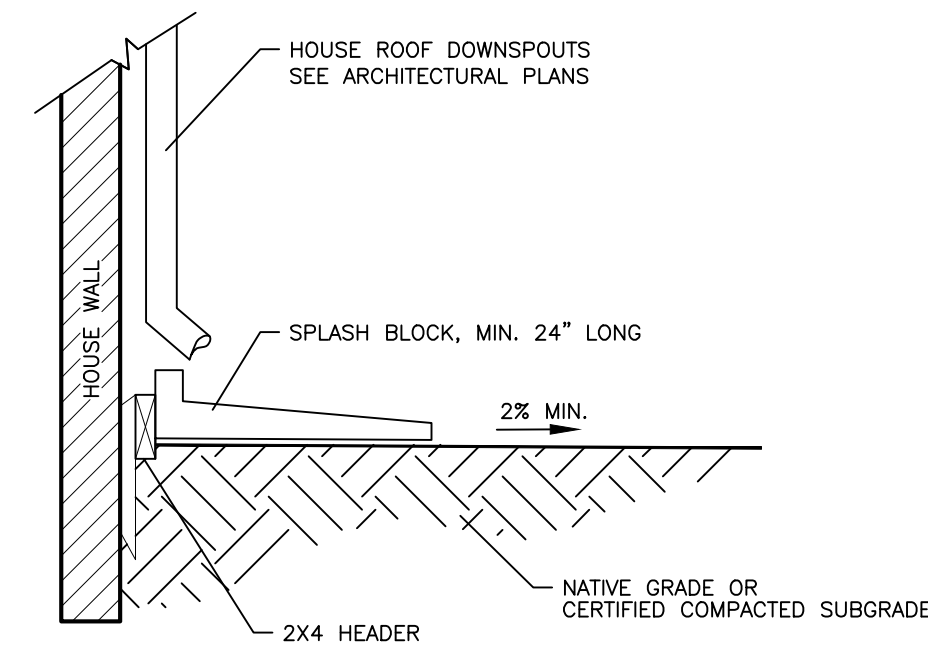 HOUSE ROOF DOWNSPOUTS
SEE ARCHITECTURAL PLANS
HOUSE WALL
SPLASH BLOCK, MIN. 24” LONG
2% MIN.
NATIVE GRADE OR
CERTIFIED COMPACTED SUBGRADE
2X4 HEADER